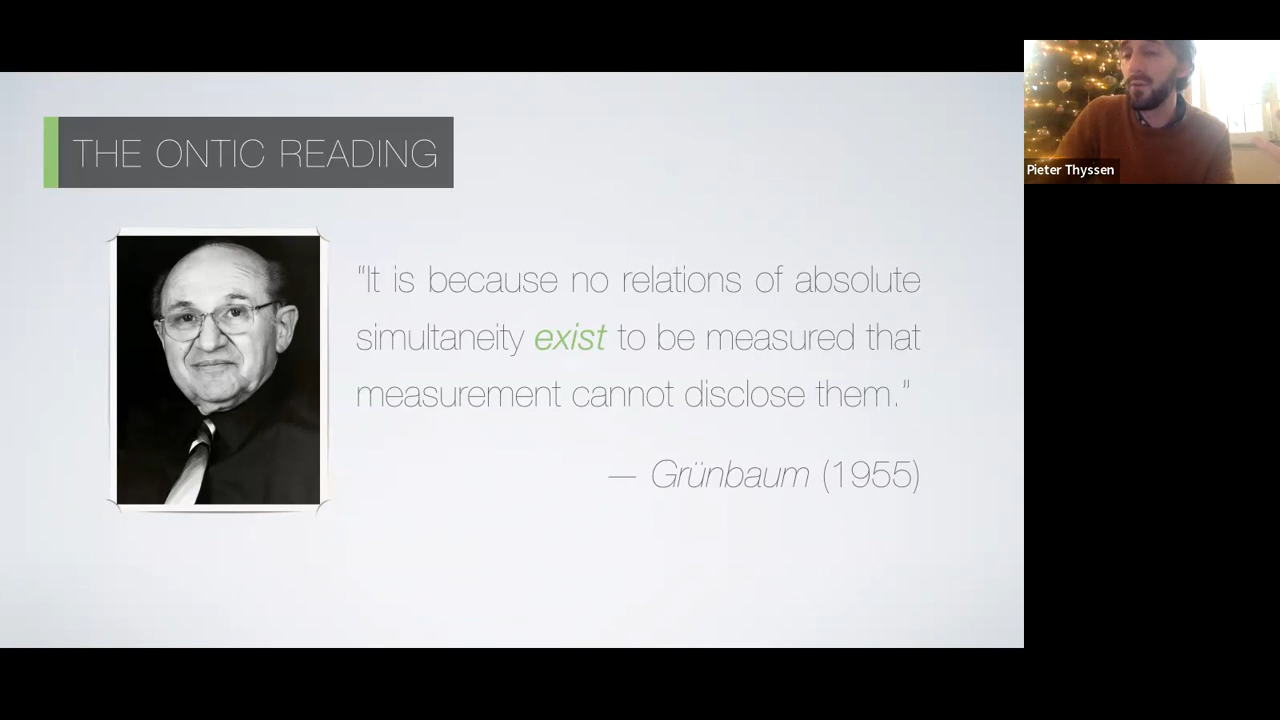 THE ONTIC READING
“It is because no relations of absolute
simultaneity exist to be measured that
measurement cannot disclose them.”
— Grünbaum (1955)
Pieter Thyssen